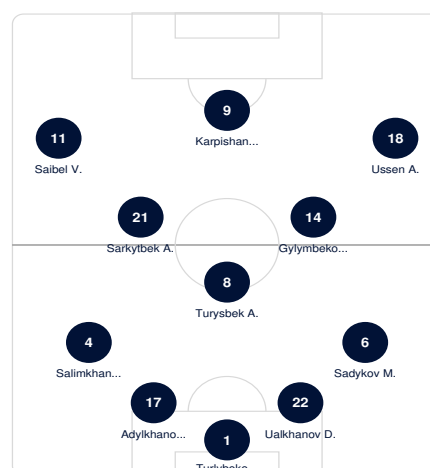 9
Karpishan...
11
18
Saibel V.
Ussen A.
21
14
Sarkytbek A.
Gylymbeko...
8
Turysbek A.
4
6
Salimkhan...
Sadykov M.
17
22
Adylkhano...
Ualkhanov D.
1
Turlybeko...